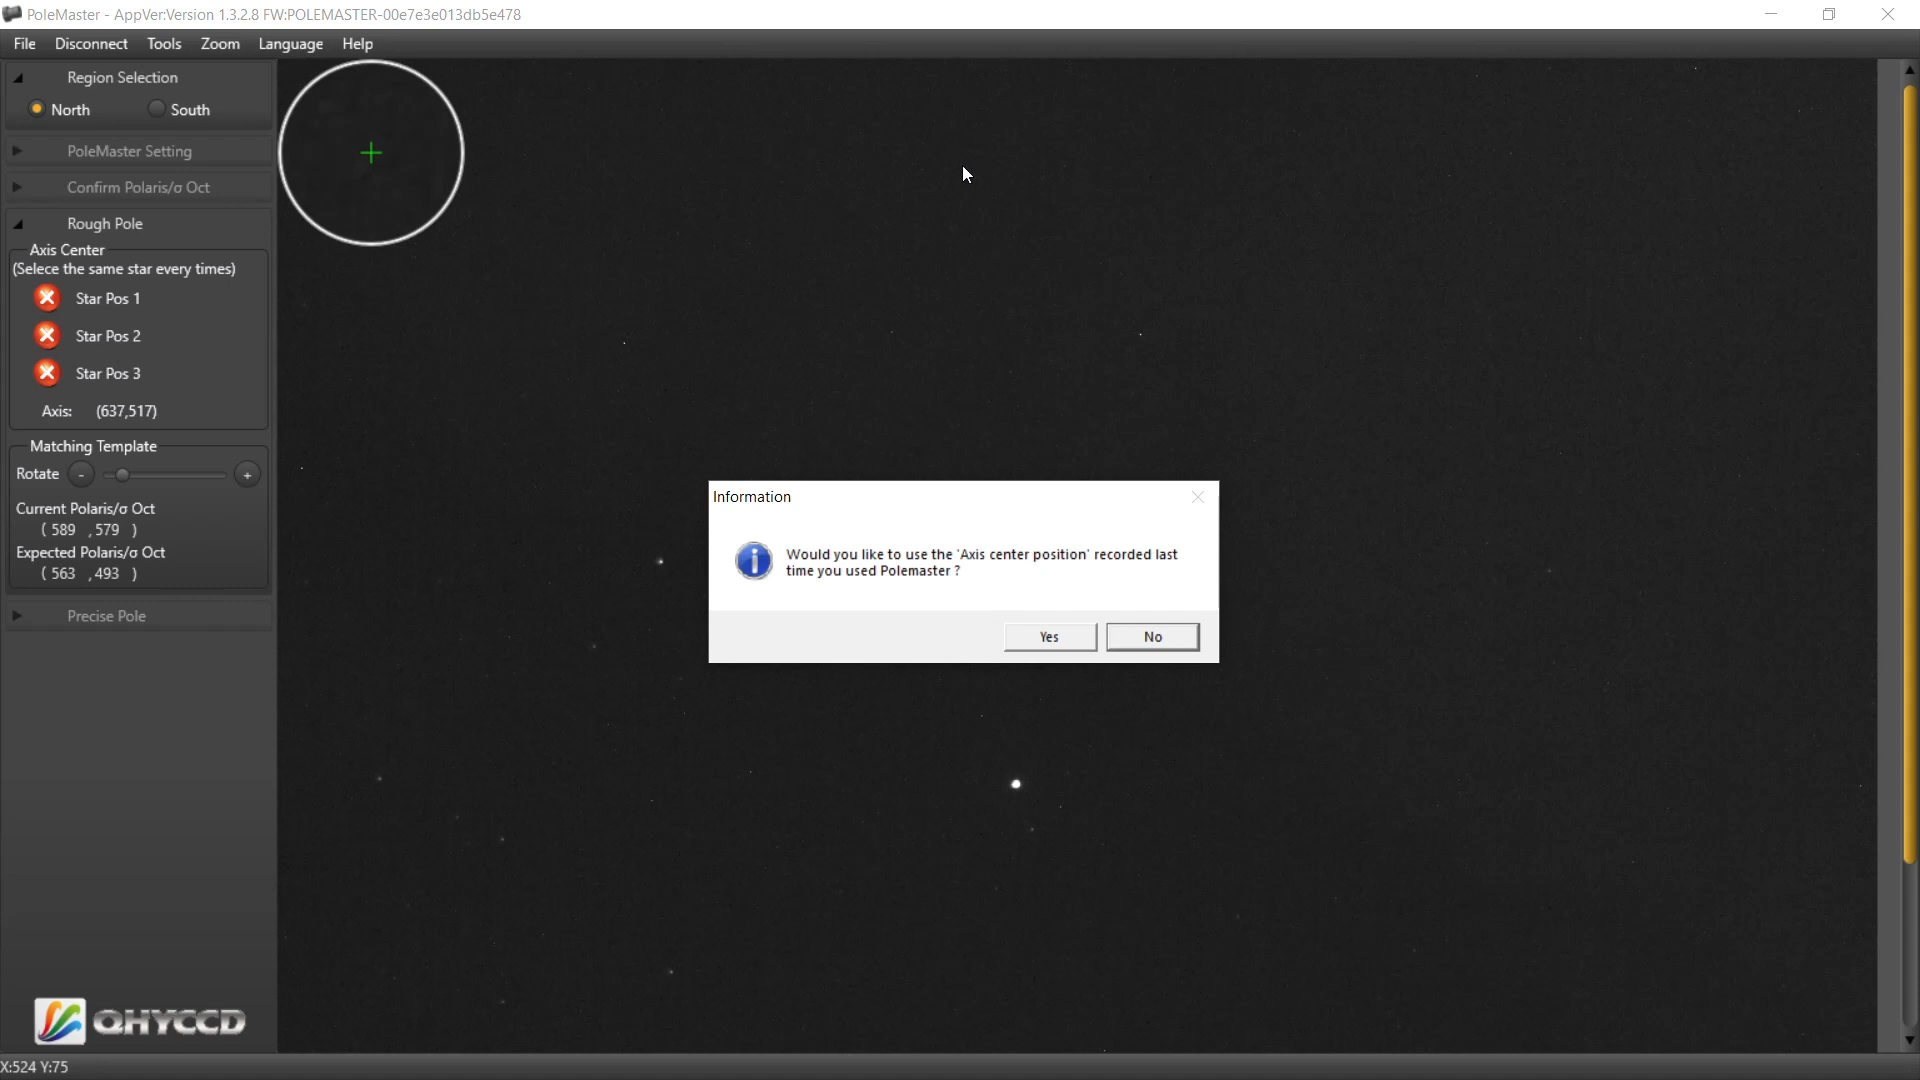 PoleMaster - AppVer:Version 1.3.2.8 FW:POLEMASTER-00e7e3e013db5e478
File Disconnect Tools Zoom Language Help
Region Selection
North South
PoleMaster Setting
Confirm Polaris/σ Oct
Rough Pole
Axis Center
(Selece the same star every times)
Star Pos 1
Star Pos 2
Star Pos 3
Axis: (637,517)
Matching Template
Rotate - +
Current Polaris/σ Oct
( 589 ,579 )
Expected Polaris/σ Oct
( 563 ,493 )
Precise Pole
Information
Would you like to use the 'Axis center position' recorded last
time you used Polemaster ?
Yes No
QHYCCD
X:524 Y:75